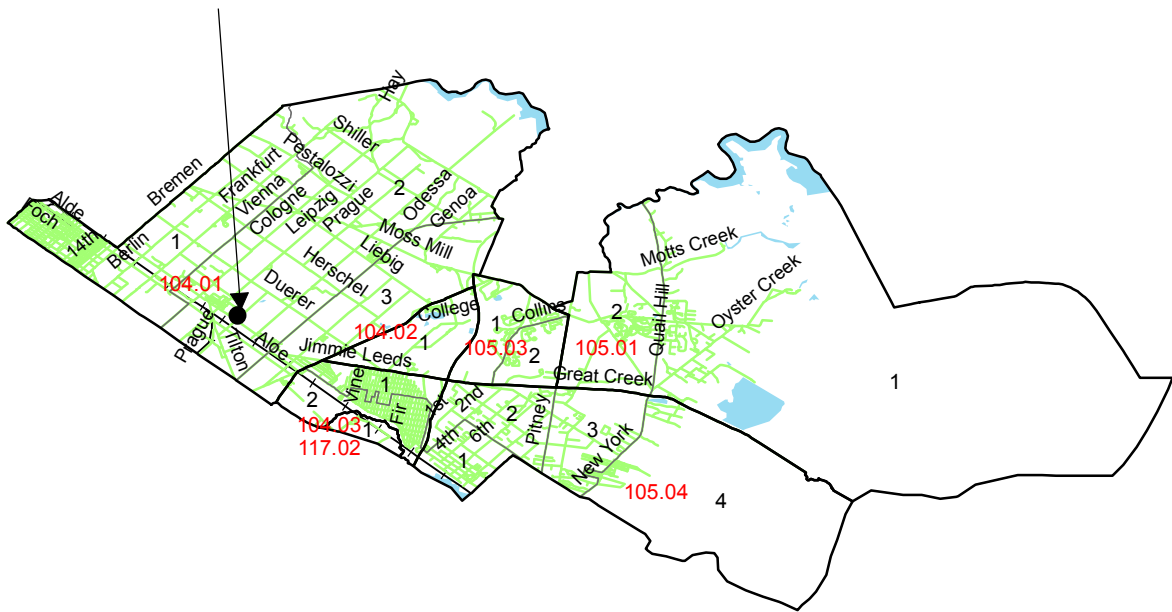 Hay
Shiller
Pestalozzi
Bremen
Frankfurt
Vienna
Cologne
Leipzig
Prague
2
Odessa
Genoa
Alde
Foch
14th
Berlin
1
Moss Mill
Liebig
Herschel
Duerer
3
Motts Creek
Oyster Creek
Quail Hill
104.01
Prague
Tilton
Aloe
104.02
College
1
Jimmie Leeds
1
Collins
105.03
2
2
105.01
Great Creek
1
2
Vine
1
Fir
1st
2nd
4th
6th
2
Pitney
3
New York
104.03
1
117.02
1
105.04
4